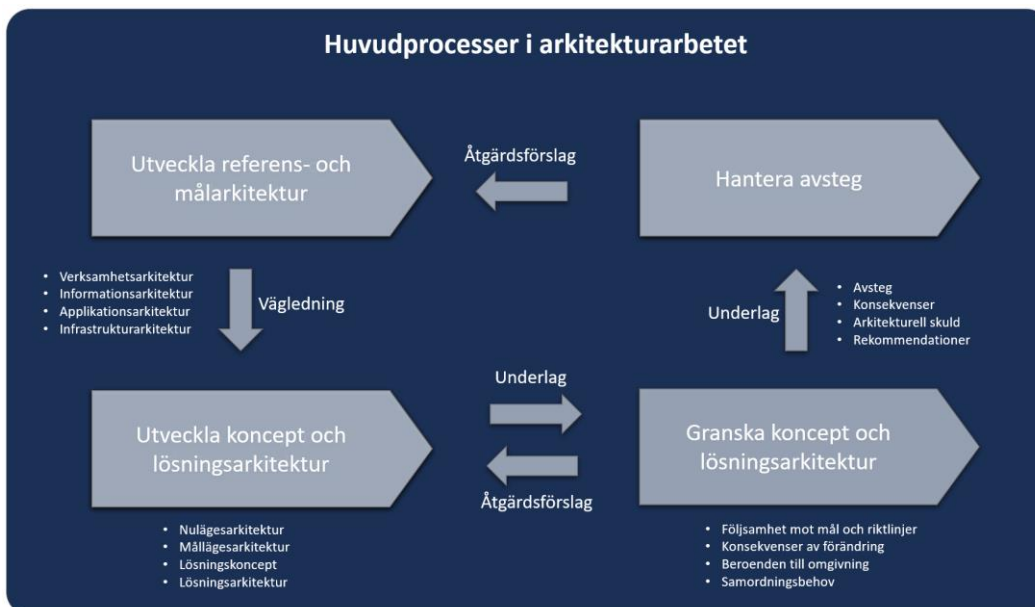 Huvudprocesser i arkitekturarbetet
Utveckla referens- och
målarkitektur
Åtgärdsförslag
Hantera avsteg
• Verksamhetsarkitektur
• Informationsarkitektur
• Applikationsarkitektur
• Infrastrukturarkitektur
Vägledning
Underlag
• Avsteg
• Konsekvenser
• Arkitekturell skuld
• Rekommendationer
Utveckla koncept och
lösningsarkitektur
Underlag
Åtgärdsförslag
Granska koncept och
lösningsarkitektur
• Nulägesarkitektur
• Mållägesarkitektur
• Lösningskoncept
• Lösningsarkitektur
• Följsamhet mot mål och riktlinjer
• Konsekvenser av förändring
• Beroenden till omgivning
• Samordningsbehov